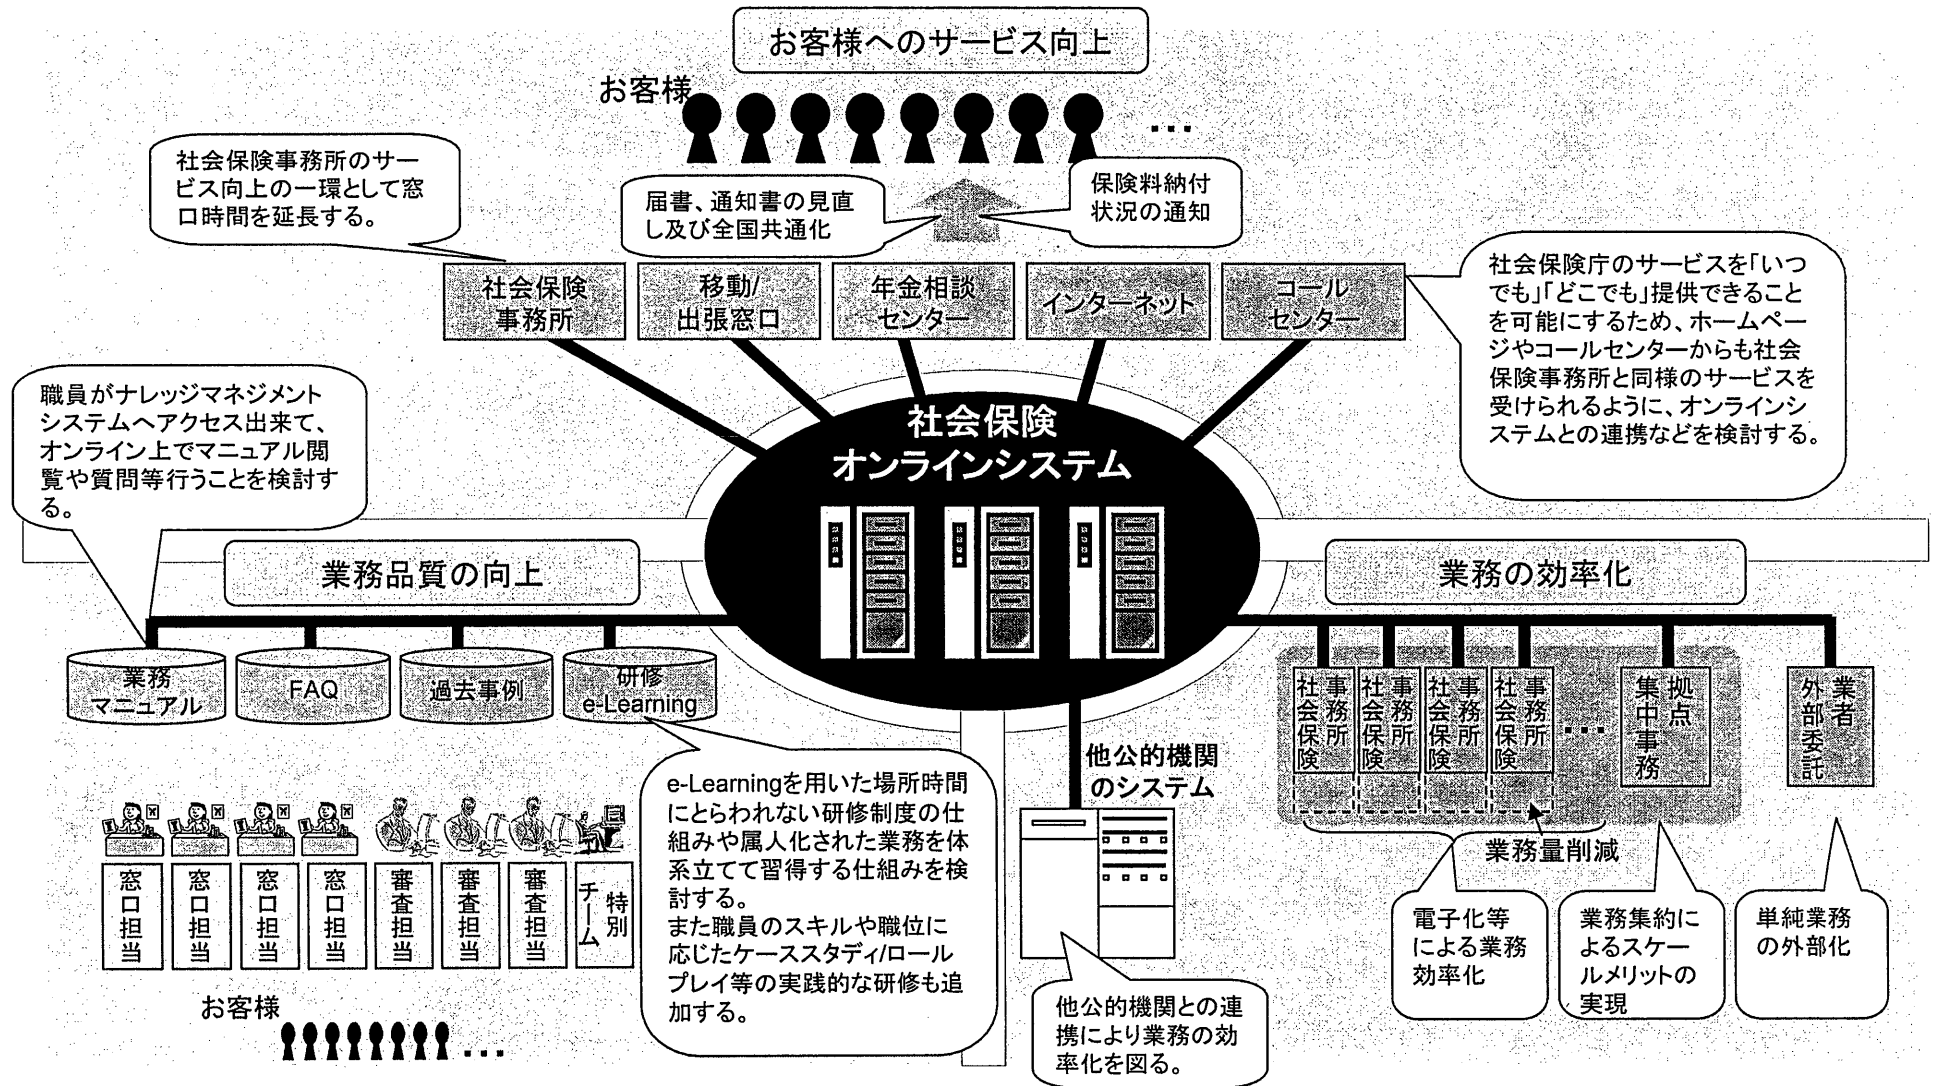 お客様へのサービス向上
お客様
...
社会保険事務所のサー
ビス向上の一環として窓
口時間を延長する。
届書、通知書の見直
し及び全国共通化
保険料納付
状況の通知
社会保険
事務所
移動/
出張窓口
年金相談
センター
インターネット
コール
センター
社会保険庁のサービスを「いつ
でも」「どこでも」提供できること
を可能にするため、ホームペー
ジやコールセンターからも社会
保険事務所と同様のサービスを
受けられるように、オンラインシ
ステムとの連携などを検討する。
職員がナレッジマネジメント
システムへアクセス出来て、
オンライン上でマニュアル閲
覧や質問等行うことを検討す
る。
社会保険
オンラインシステム
業務品質の向上
業務の効率化
業務
マニュアル
FAQ
過去事例
研修
e-Learning
社会保険
事務所
社会保険
事務所
社会保険
事務所
社会保険
事務所
...
集中事務
拠点
外部委託
業者
他公的機関
のシステム
業務量削減
e-Learningを用いた場所時間
にとらわれない研修制度の仕
組みや属人化された業務を体
系立てて習得する仕組みを検
討する。
また職員のスキルや職位に
応じたケーススタディ/ロール
プレイ等の実践的な研修も追
加する。
窓口担当
窓口担当
窓口担当
窓口担当
審査担当
審査担当
審査担当
特別
チーム
お客様
...
他公的機関との連
携により業務の効
率化を図る。
電子化等
による業務
効率化
業務集約に
よるスケー
ルメリットの
実現
単純業務
の外部化